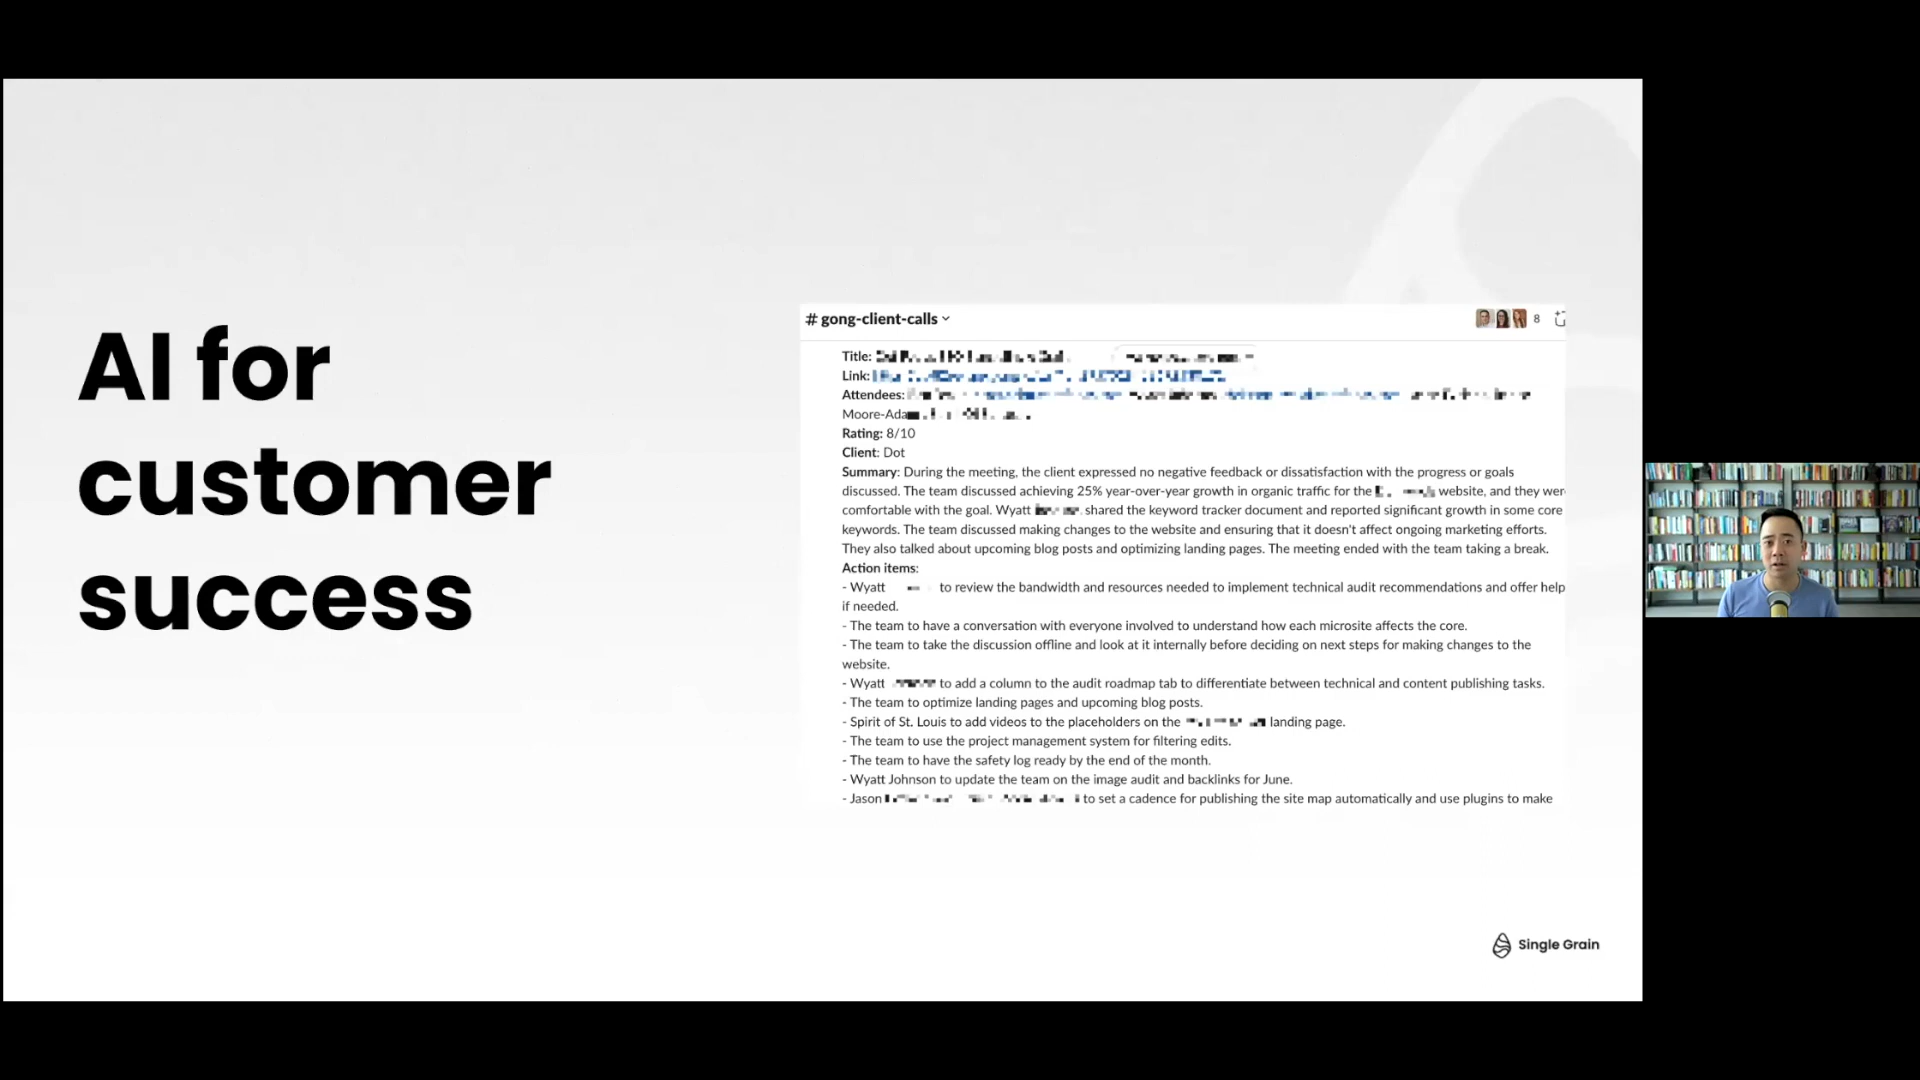 AI for
customer
success
# gong-client-calls
8
Title:
Link:
Attendees:
Moore-Ada
Rating: 8/10
Client: Dot
Summary: During the meeting, the client expressed no negative feedback or dissatisfaction with the progress or goals
discussed. The team discussed achieving 25% year-over-year growth in organic traffic for the website, and they wer
comfortable with the goal. Wyatt shared the keyword tracker document and reported significant growth in some core
keywords. The team discussed making changes to the website and ensuring that it doesn't affect ongoing marketing efforts.
They also talked about upcoming blog posts and optimizing landing pages. The meeting ended with the team taking a break.
Action items:
- Wyatt to review the bandwidth and resources needed to implement technical audit recommendations and offer help
if needed.
- The team to have a conversation with everyone involved to understand how each microsite affects the core.
- The team to take the discussion offline and look at it internally before deciding on next steps for making changes to the
website.
- Wyatt to add a column to the audit roadmap tab to differentiate between technical and content publishing tasks.
- The team to optimize landing pages and upcoming blog posts.
- Spirit of St. Louis to add videos to the placeholders on the landing page.
- The team to use the project management system for filtering edits.
- The team to have the safety log ready by the end of the month.
- Wyatt Johnson to update the team on the image audit and backlinks for June.
- Jason to set a cadence for publishing the site map automatically and use plugins to make
Single Grain